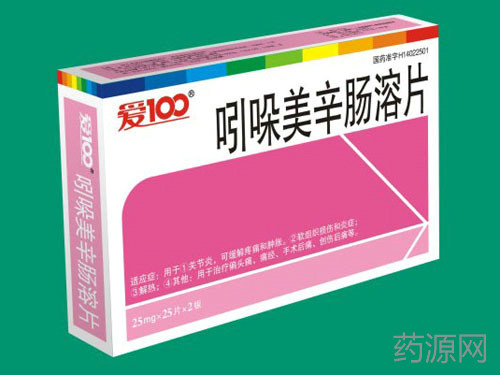 国药准字H14022501
爱100®
吲哚美辛肠溶片
适应症：用于①关节炎，可缓解疼痛和肿胀。②软组织损伤和炎症；
③解热；④其他：用于治疗偏头痛、痛经、手术后痛、创伤后痛等。
25mg×25片×2板
爱100®
吲哚美辛肠溶片
药源网